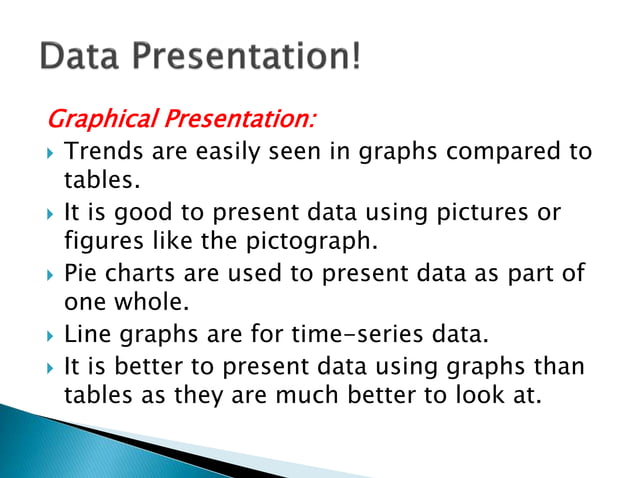 Data Presentation!
Graphical Presentation:
Trends are easily seen in graphs compared to
tables.
It is good to present data using pictures or
figures like the pictograph.
Pie charts are used to present data as part of
one whole.
Line graphs are for time-series data.
It is better to present data using graphs than
tables as they are much better to look at.